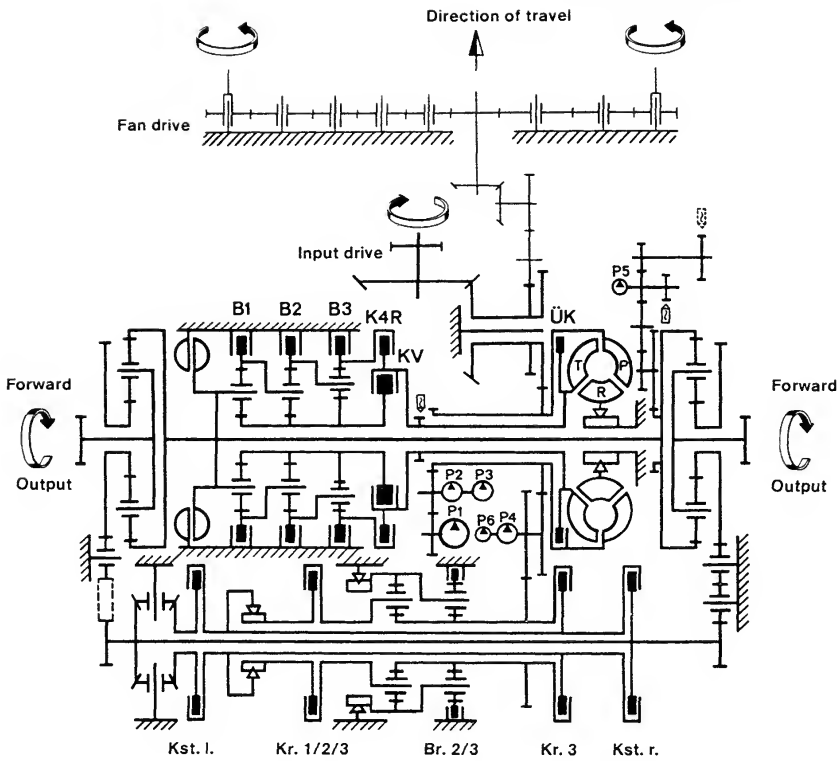 Direction of travel
Fan drive
Input drive
P5
B1 B2 B3 K4R ÜK
KV
T P
R
Forward Forward
Output Output
P2 P3
P1 P6 P4
Kst. l. Kr. 1/2/3 Br. 2/3 Kr. 3 Kst. r.